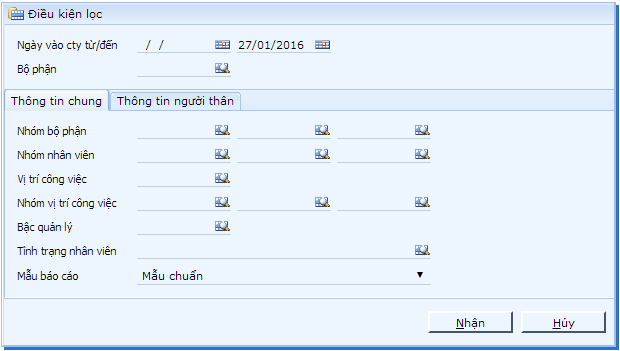 Điều kiện lọc
Ngày vào cty từ/đến / / 27/01/2016
Bộ phận
Thông tin chung Thông tin người thân
Nhóm bộ phận
Nhóm nhân viên
Vị trí công việc
Nhóm vị trí công việc
Bậc quản lý
Tình trạng nhân viên
Mẫu báo cáo Mẫu chuẩn
Nhận Hủy